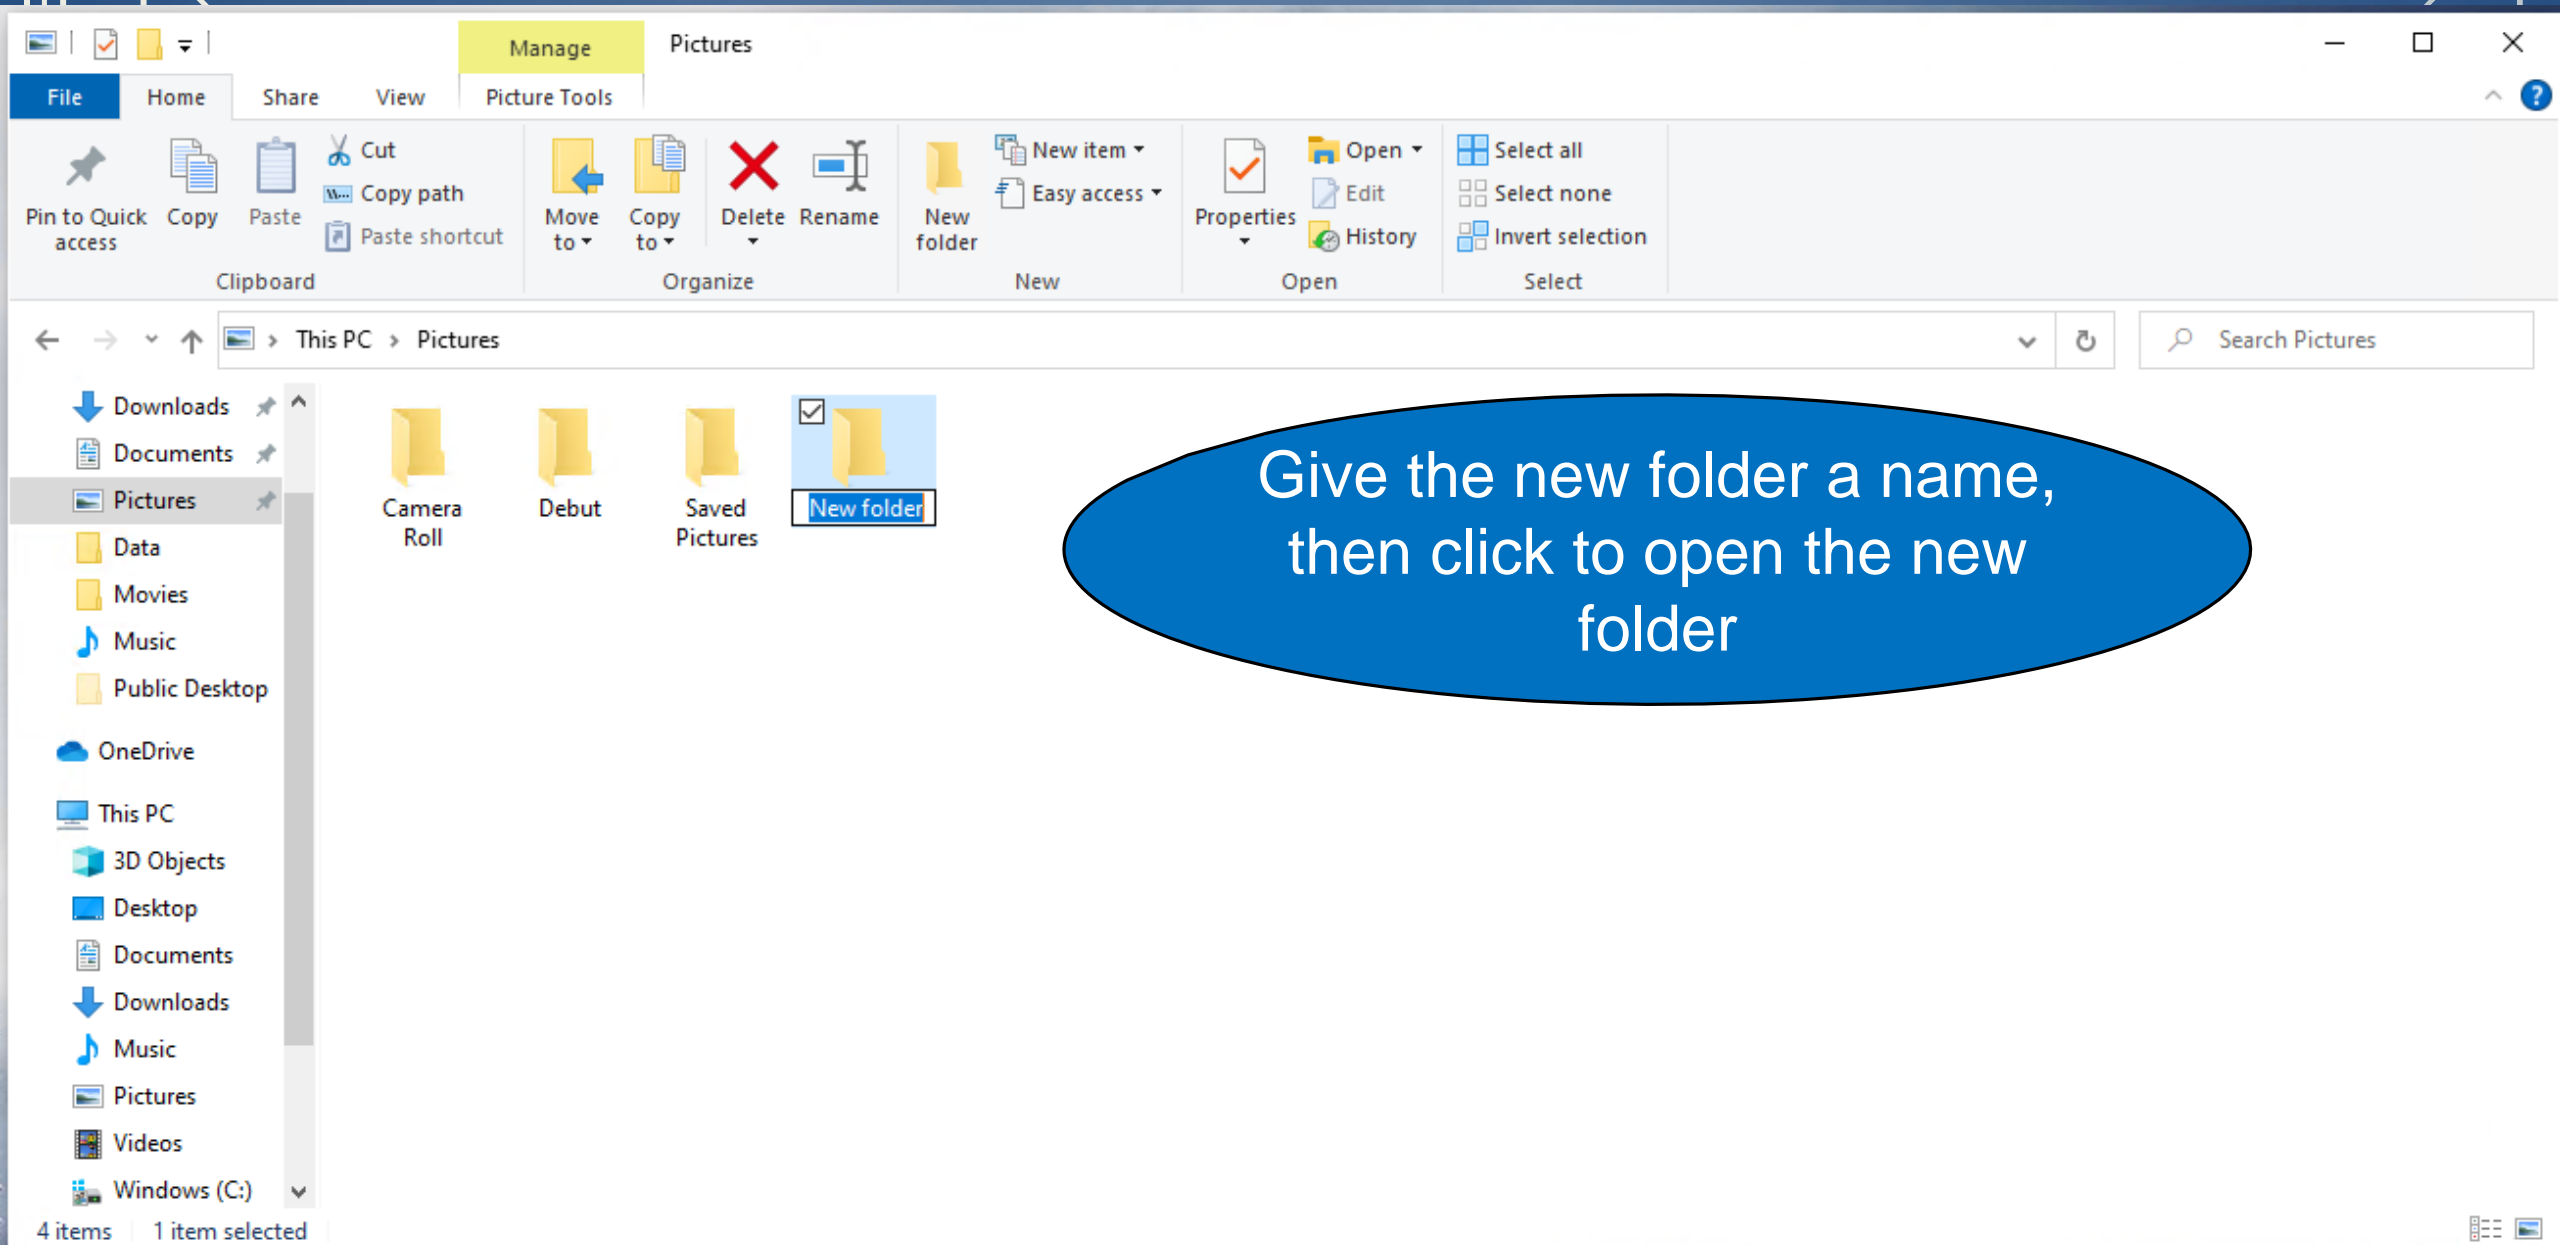 Manage
Pictures
File
Home
Share
View
Picture Tools
Pin to Quick access
Copy
Paste
Cut
Copy path
Paste shortcut
Clipboard
Move to
Copy to
Delete
Rename
Organize
New folder
New item
Easy access
New
Properties
Open
Edit
History
Open
Select all
Select none
Invert selection
Select
This PC > Pictures
Search Pictures
Downloads
Documents
Pictures
Data
Movies
Music
Public Desktop
OneDrive
This PC
3D Objects
Desktop
Documents
Downloads
Music
Pictures
Videos
Windows (C:)
Camera
Roll
Debut
Saved
Pictures
New folder
Give the new folder a name,
then click to open the new
folder
4 items
1 item selected